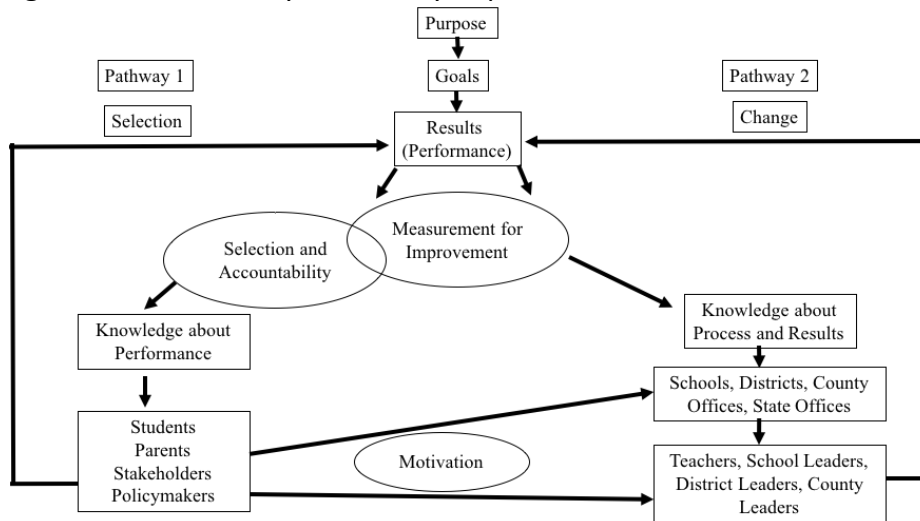 Purpose
Pathway 1
Goals
Pathway 2
Selection
Results
(Performance)
Change
Selection and
Accountability
Measurement for
Improvement
Knowledge about
Performance
Knowledge about
Process and Results
Students
Parents
Stakeholders
Policymakers
Motivation
Schools, Districts, County
Offices, State Offices
Teachers, School Leaders,
District Leaders, County
Leaders